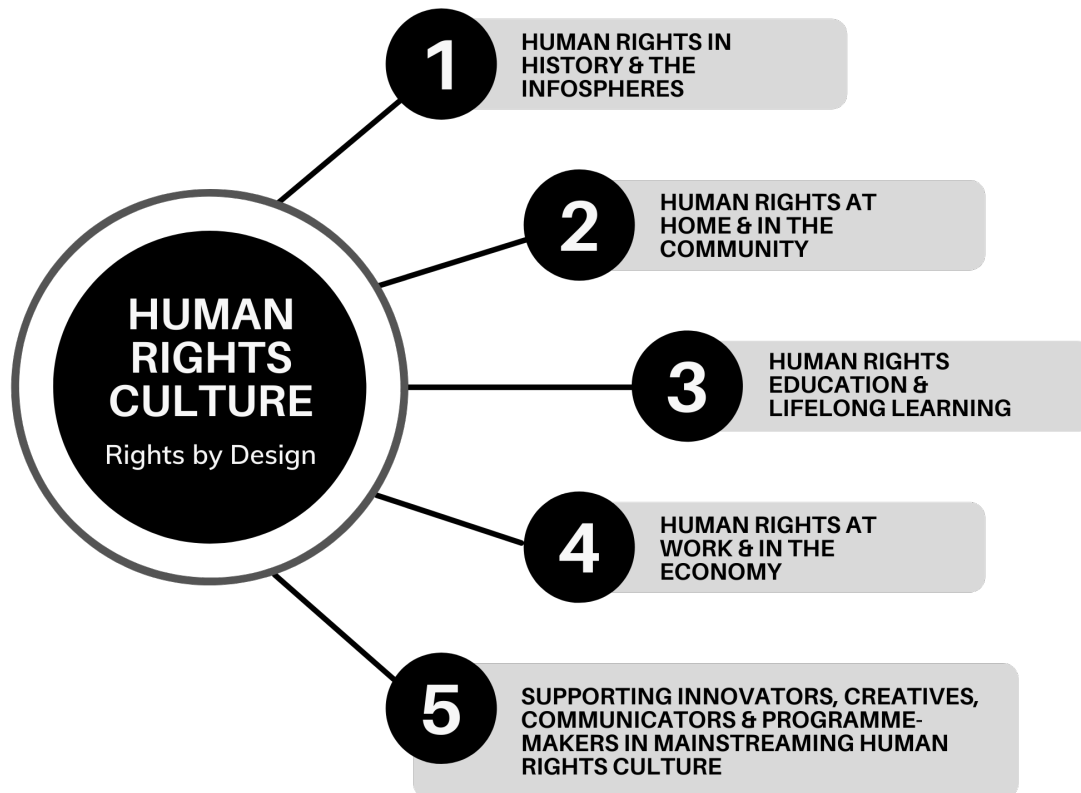 HUMAN
RIGHTS
CULTURE
Rights by Design
1
HUMAN RIGHTS IN
HISTORY & THE
INFOSPHERES
2
HUMAN RIGHTS AT
HOME & IN THE
COMMUNITY
3
HUMAN RIGHTS
EDUCATION &
LIFELONG LEARNING
4
HUMAN RIGHTS AT
WORK & IN THE
ECONOMY
5
SUPPORTING INNOVATORS, CREATIVES,
COMMUNICATORS & PROGRAMME-
MAKERS IN MAINSTREAMING HUMAN
RIGHTS CULTURE